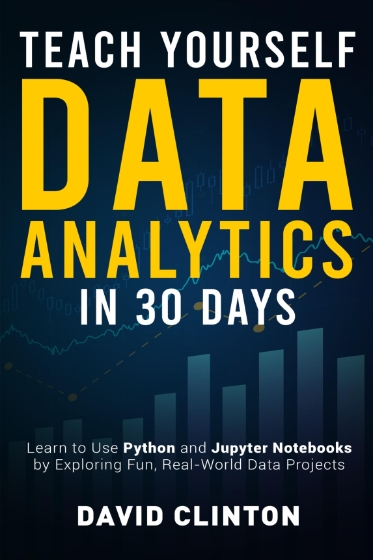 TEACH YOURSELF
DATA
ANALYTICS
IN 30 DAYS
Learn to Use Python and Jupyter Notebooks
by Exploring Fun, Real-World Data Projects
DAVID CLINTON